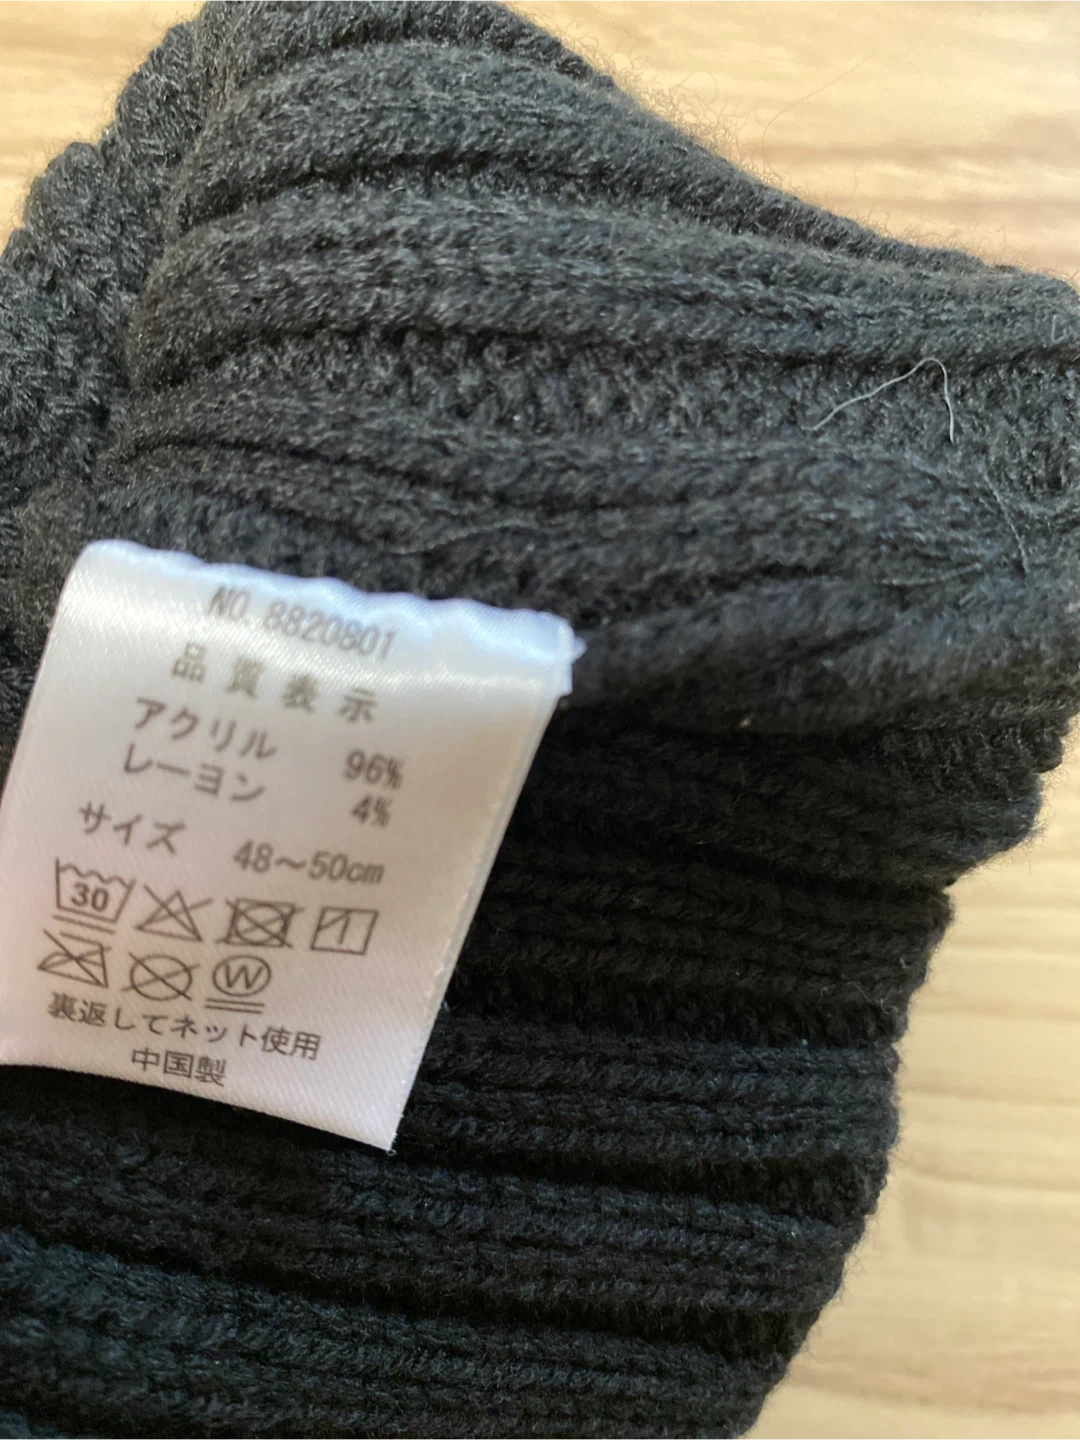 NO.8820801
品質表示
アクリル 96%
レーヨン 4%
サイズ 48～50cm
30
W
裏返してネット使用
中国製